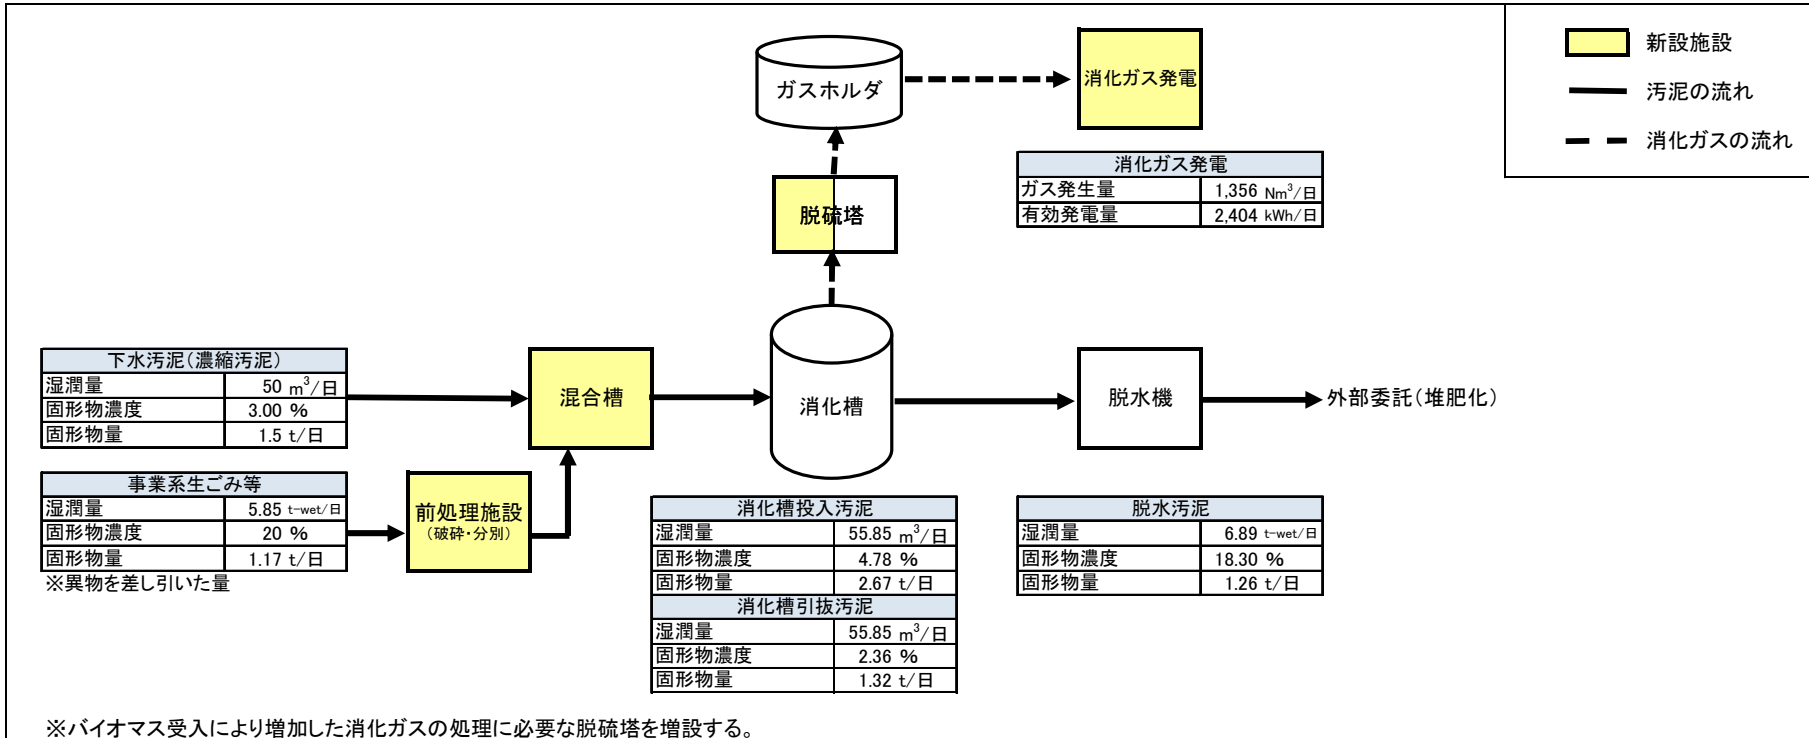 新設施設
汚泥の流れ
消化ガスの流れ
ガスホルダ
消化ガス発電
消化ガス発電
ガス発生量 1,356 Nm³/日
有効発電量 2,404 kWh/日
脱硫塔
下水汚泥(濃縮汚泥)
湿潤量 50 m³/日
固形物濃度 3.00 %
固形物量 1.5 t/日
混合槽
消化槽
脱水機
外部委託(堆肥化)
事業系生ごみ等
湿潤量 5.85 t-wet/日
固形物濃度 20 %
固形物量 1.17 t/日
※異物を差し引いた量
前処理施設
(破砕・分別)
消化槽投入汚泥
湿潤量 55.85 m³/日
固形物濃度 4.78 %
固形物量 2.67 t/日
消化槽引抜汚泥
湿潤量 55.85 m³/日
固形物濃度 2.36 %
固形物量 1.32 t/日
脱水汚泥
湿潤量 6.89 t-wet/日
固形物濃度 18.30 %
固形物量 1.26 t/日
※バイオマス受入により増加した消化ガスの処理に必要な脱硫塔を増設する。